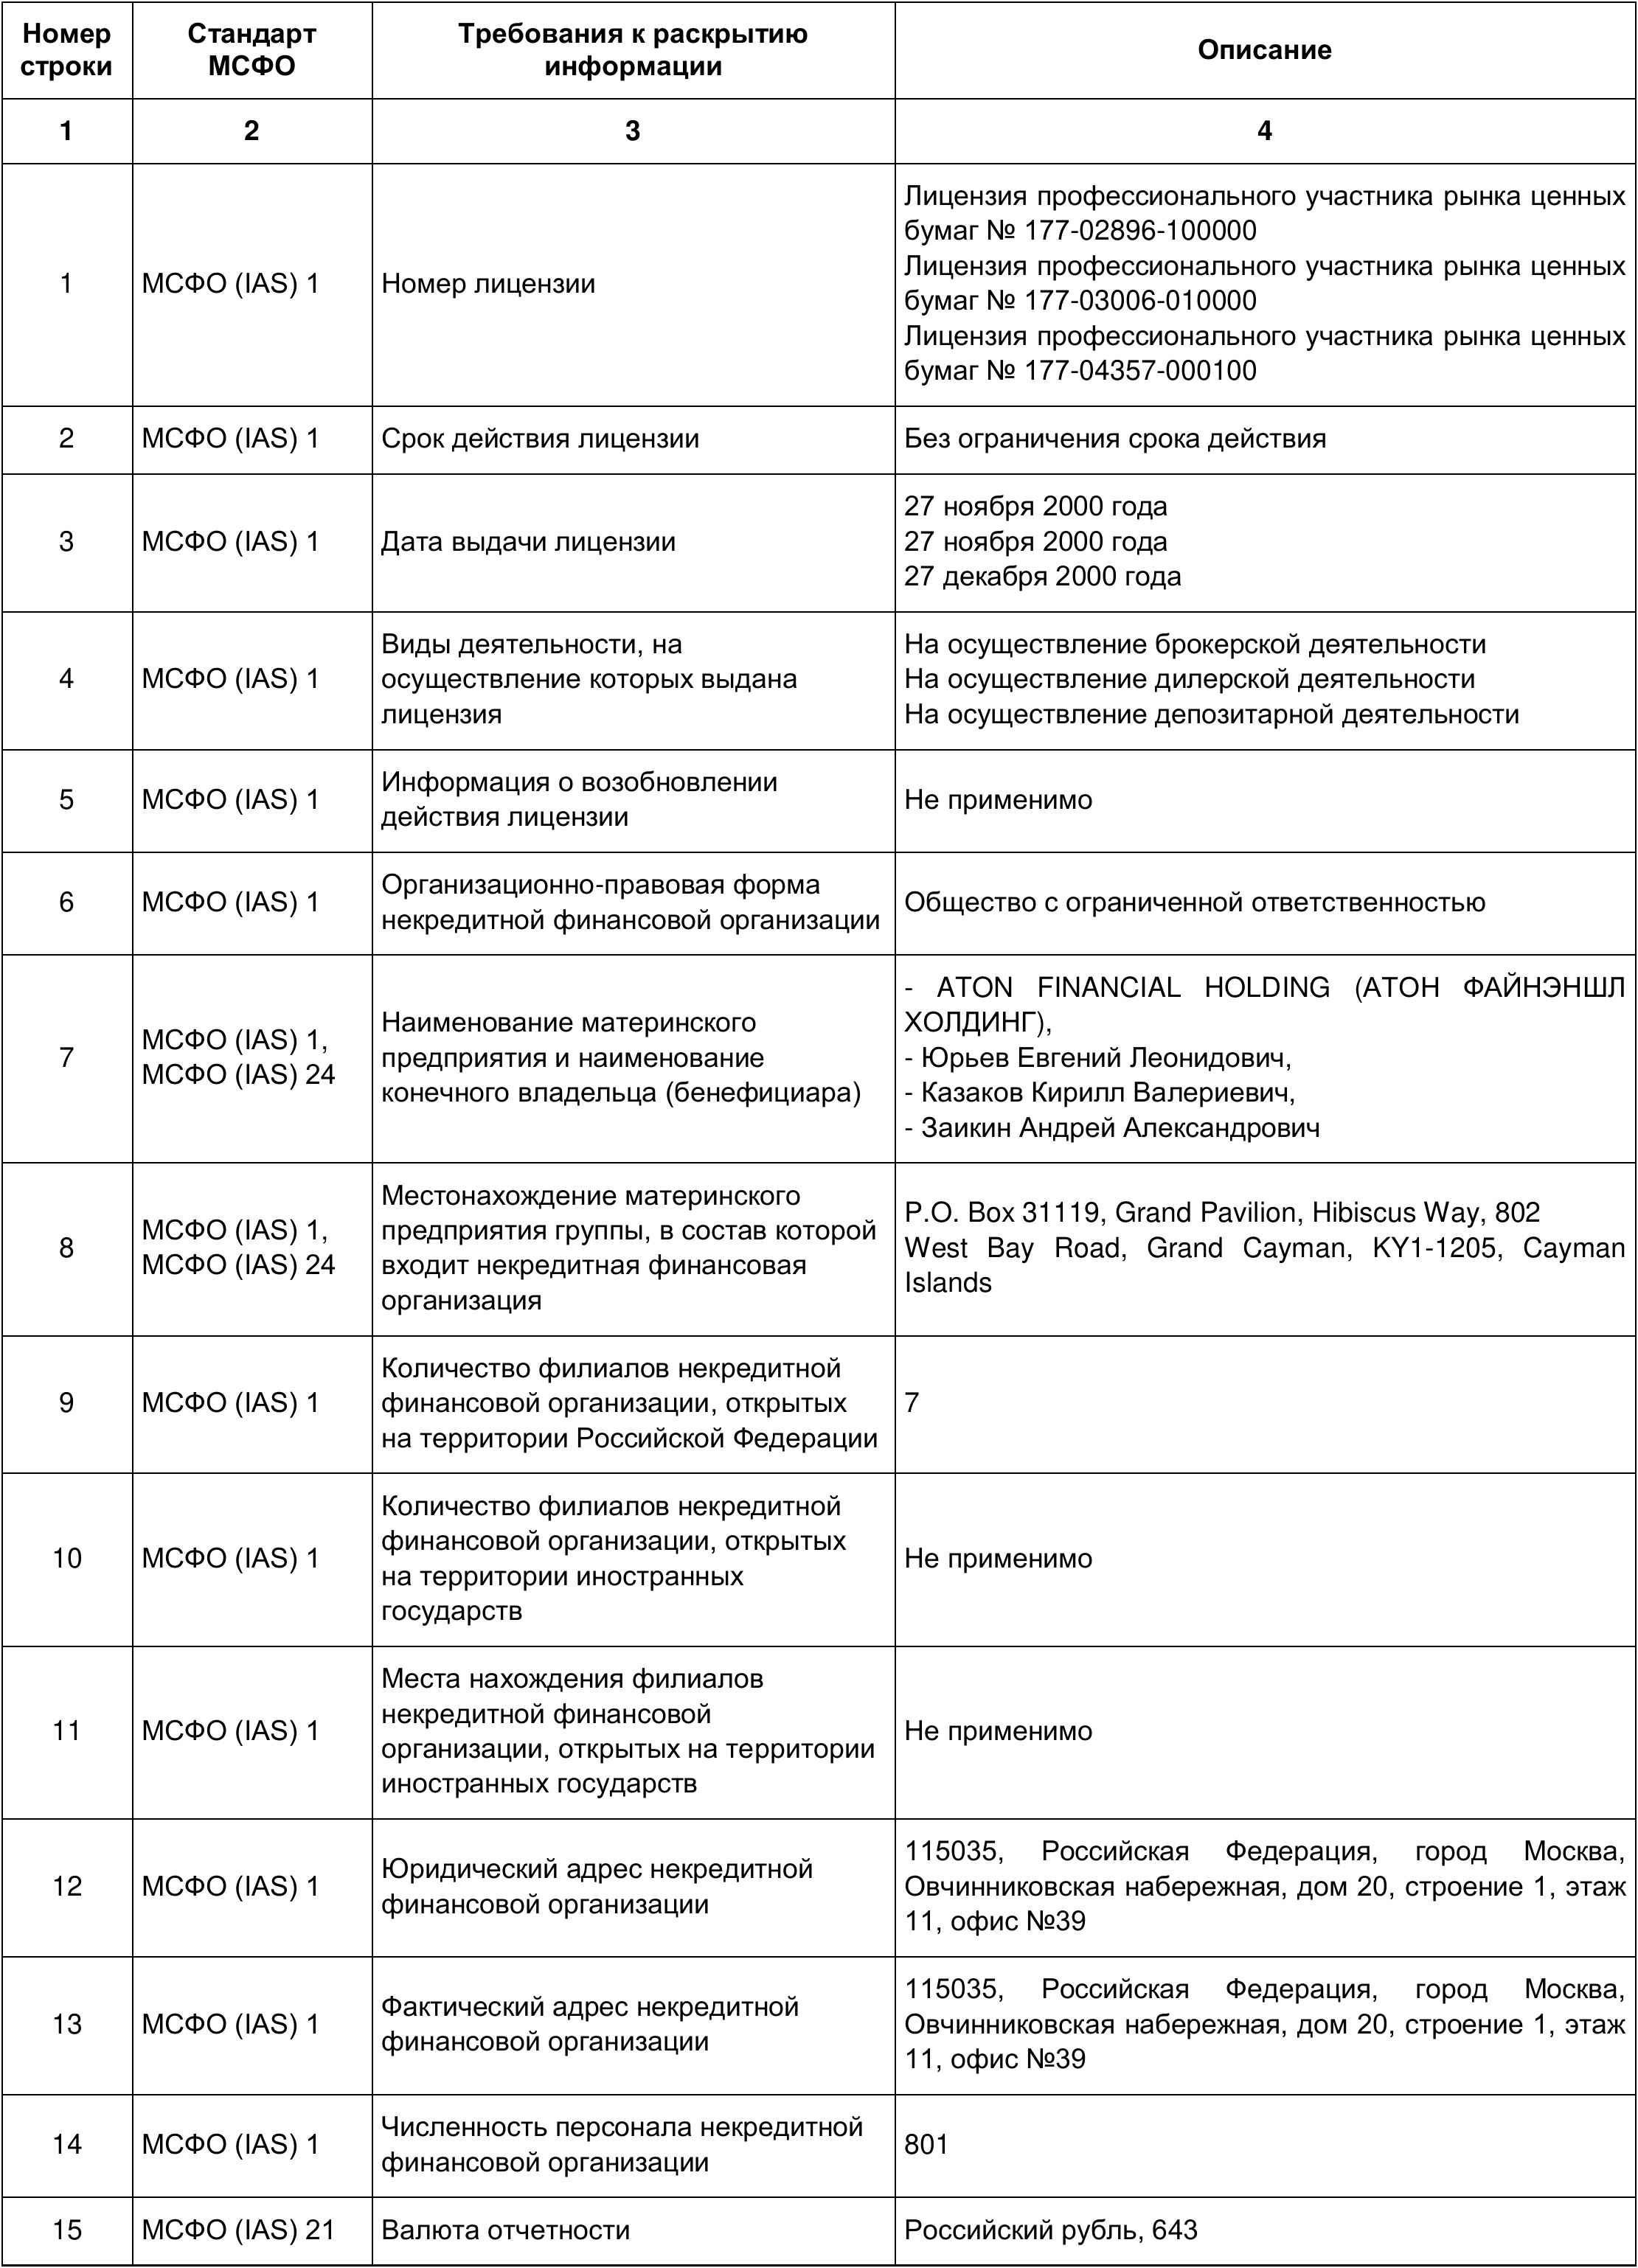 Номер строки
Стандарт МСФО
Требования к раскрытию информации
Описание
1
2
3
4
1
МСФО (IAS) 1
Номер лицензии
Лицензия профессионального участника рынка ценных
бумаг № 177-02896-100000
Лицензия профессионального участника рынка ценных
бумаг № 177-03006-010000
Лицензия профессионального участника рынка ценных
бумаг № 177-04357-000100
2
МСФО (IAS) 1
Срок действия лицензии
Без ограничения срока действия
3
МСФО (IAS) 1
Дата выдачи лицензии
27 ноября 2000 года
27 ноября 2000 года
27 декабря 2000 года
4
МСФО (IAS) 1
Виды деятельности, на
осуществление которых выдана
лицензия
На осуществление брокерской деятельности
На осуществление дилерской деятельности
На осуществление депозитарной деятельности
5
МСФО (IAS) 1
Информация о возобновлении
действия лицензии
Не применимо
6
МСФО (IAS) 1
Организационно-правовая форма
некредитной финансовой организации
Общество с ограниченной ответственностью
7
МСФО (IAS) 1,
МСФО (IAS) 24
Наименование материнского
предприятия и наименование
конечного владельца (бенефициара)
- ATON FINANCIAL HOLDING (АТОН ФАЙНЭНШЛ
ХОЛДИНГ),
- Юрьев Евгений Леонидович,
- Казаков Кирилл Валериевич,
- Заикин Андрей Александрович
8
МСФО (IAS) 1,
МСФО (IAS) 24
Местонахождение материнского
предприятия группы, в состав которой
входит некредитная финансовая
организация
P.O. Box 31119, Grand Pavilion, Hibiscus Way, 802
West Bay Road, Grand Cayman, KY1-1205, Cayman
Islands
9
МСФО (IAS) 1
Количество филиалов некредитной
финансовой организации, открытых
на территории Российской Федерации
7
10
МСФО (IAS) 1
Количество филиалов некредитной
финансовой организации, открытых
на территории иностранных
государств
Не применимо
11
МСФО (IAS) 1
Места нахождения филиалов
некредитной финансовой
организации, открытых на территории
иностранных государств
Не применимо
12
МСФО (IAS) 1
Юридический адрес некредитной
финансовой организации
115035, Российская Федерация, город Москва,
Овчинниковская набережная, дом 20, строение 1, этаж
11, офис №39
13
МСФО (IAS) 1
Фактический адрес некредитной
финансовой организации
115035, Российская Федерация, город Москва,
Овчинниковская набережная, дом 20, строение 1, этаж
11, офис №39
14
МСФО (IAS) 1
Численность персонала некредитной
финансовой организации
801
15
МСФО (IAS) 21
Валюта отчетности
Российский рубль, 643